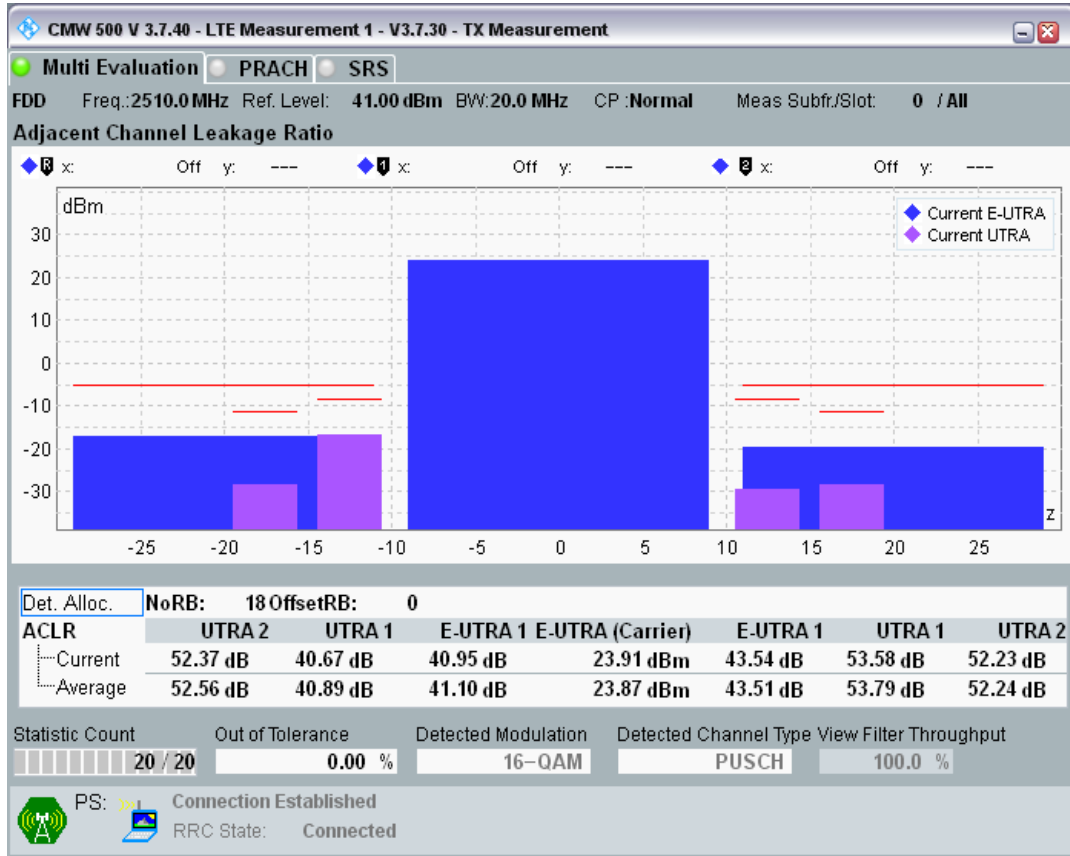 CMW 500 V 3.7.40 - LTE Measurement 1 - V3.7.30 - TX Measurement
Multi Evaluation PRACH SRS
FDD Freq.:2510.0 MHz Ref. Level: 41.00 dBm BW:20.0 MHz CP :Normal Meas Subfr./Slot: 0 / All
Adjacent Channel Leakage Ratio
R x: Off y: --- 1 x: Off y: --- 2 x: Off y: ---
dBm
Current E-UTRA
Current UTRA
30
20
10
0
-10
-20
-30
z
-25 -20 -15 -10 -5 0 5 10 15 20 25
Det. Alloc. NoRB: 18 OffsetRB: 0
ACLR UTRA 2 UTRA 1 E-UTRA 1 E-UTRA (Carrier) E-UTRA 1 UTRA 1 UTRA 2
Current 52.37 dB 40.67 dB 40.95 dB 23.91 dBm 43.54 dB 53.58 dB 52.23 dB
Average 52.56 dB 40.89 dB 41.10 dB 23.87 dBm 43.51 dB 53.79 dB 52.24 dB
Statistic Count Out of Tolerance Detected Modulation Detected Channel Type View Filter Throughput
20 / 20 0.00 % 16-QAM PUSCH 100.0 %
PS: Connection Established
RRC State: Connected